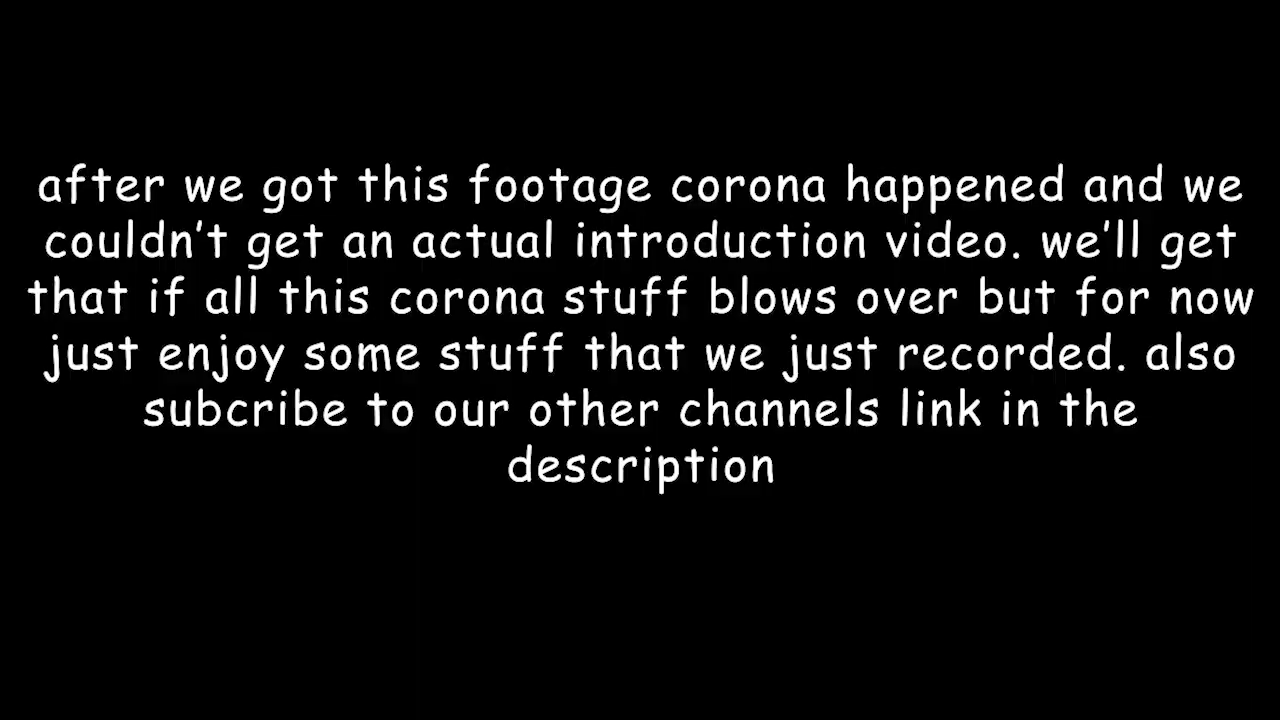 after we got this footage corona happened and we
couldn't get an actual introduction video. we'll get
that if all this corona stuff blows over but for now
just enjoy some stuff that we just recorded. also
subcribe to our other channels link in the
description